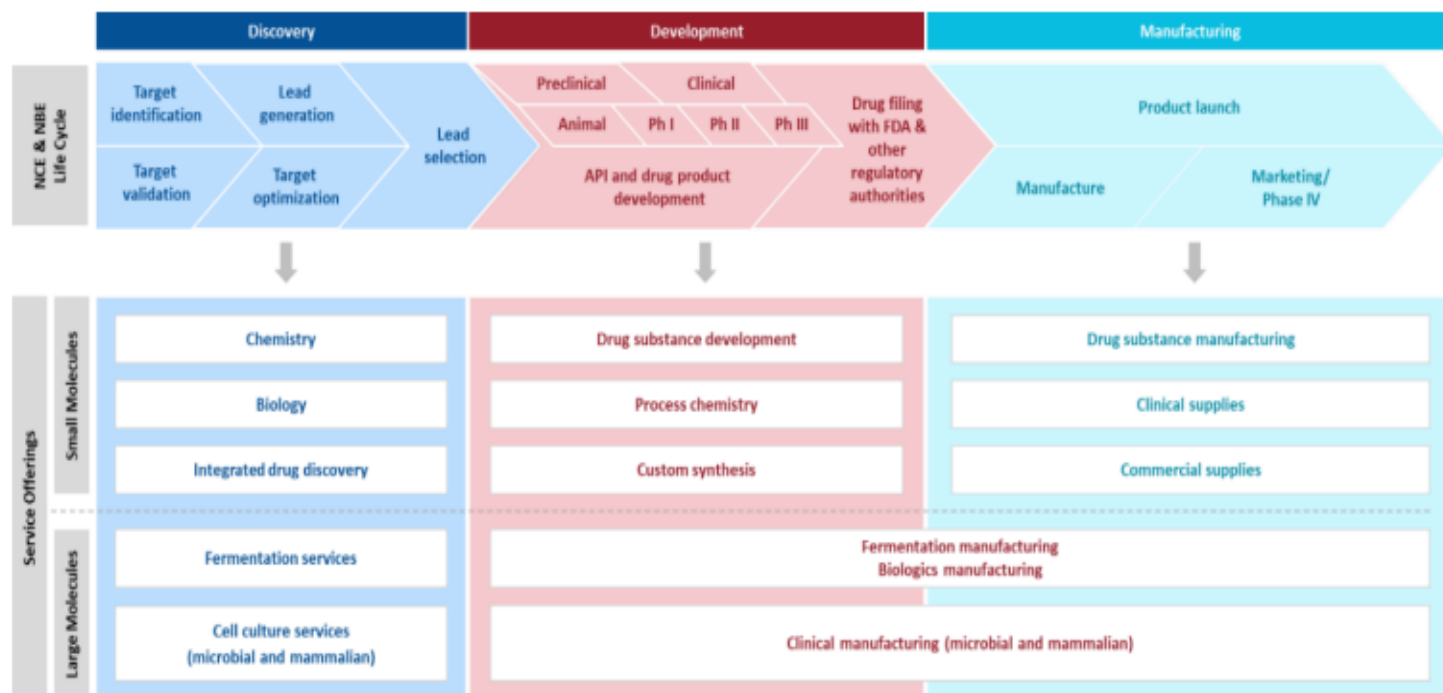 Discovery
Development
Manufacturing
NCE & NBE
Life Cycle
Target
identification
Lead
generation
Target
validation
Target
optimization
Lead
selection
Preclinical
Clinical
Animal
Ph I
Ph II
Ph III
API and drug product
development
Drug filing
with FDA &
other
regulatory
authorities
Product launch
Manufacture
Marketing/
Phase IV
Service Offerings
Small Molecules
Chemistry
Drug substance development
Drug substance manufacturing
Biology
Process chemistry
Clinical supplies
Integrated drug discovery
Custom synthesis
Commercial supplies
Large Molecules
Fermentation services
Fermentation manufacturing
Biologics manufacturing
Cell culture services
(microbial and mammalian)
Clinical manufacturing (microbial and mammalian)